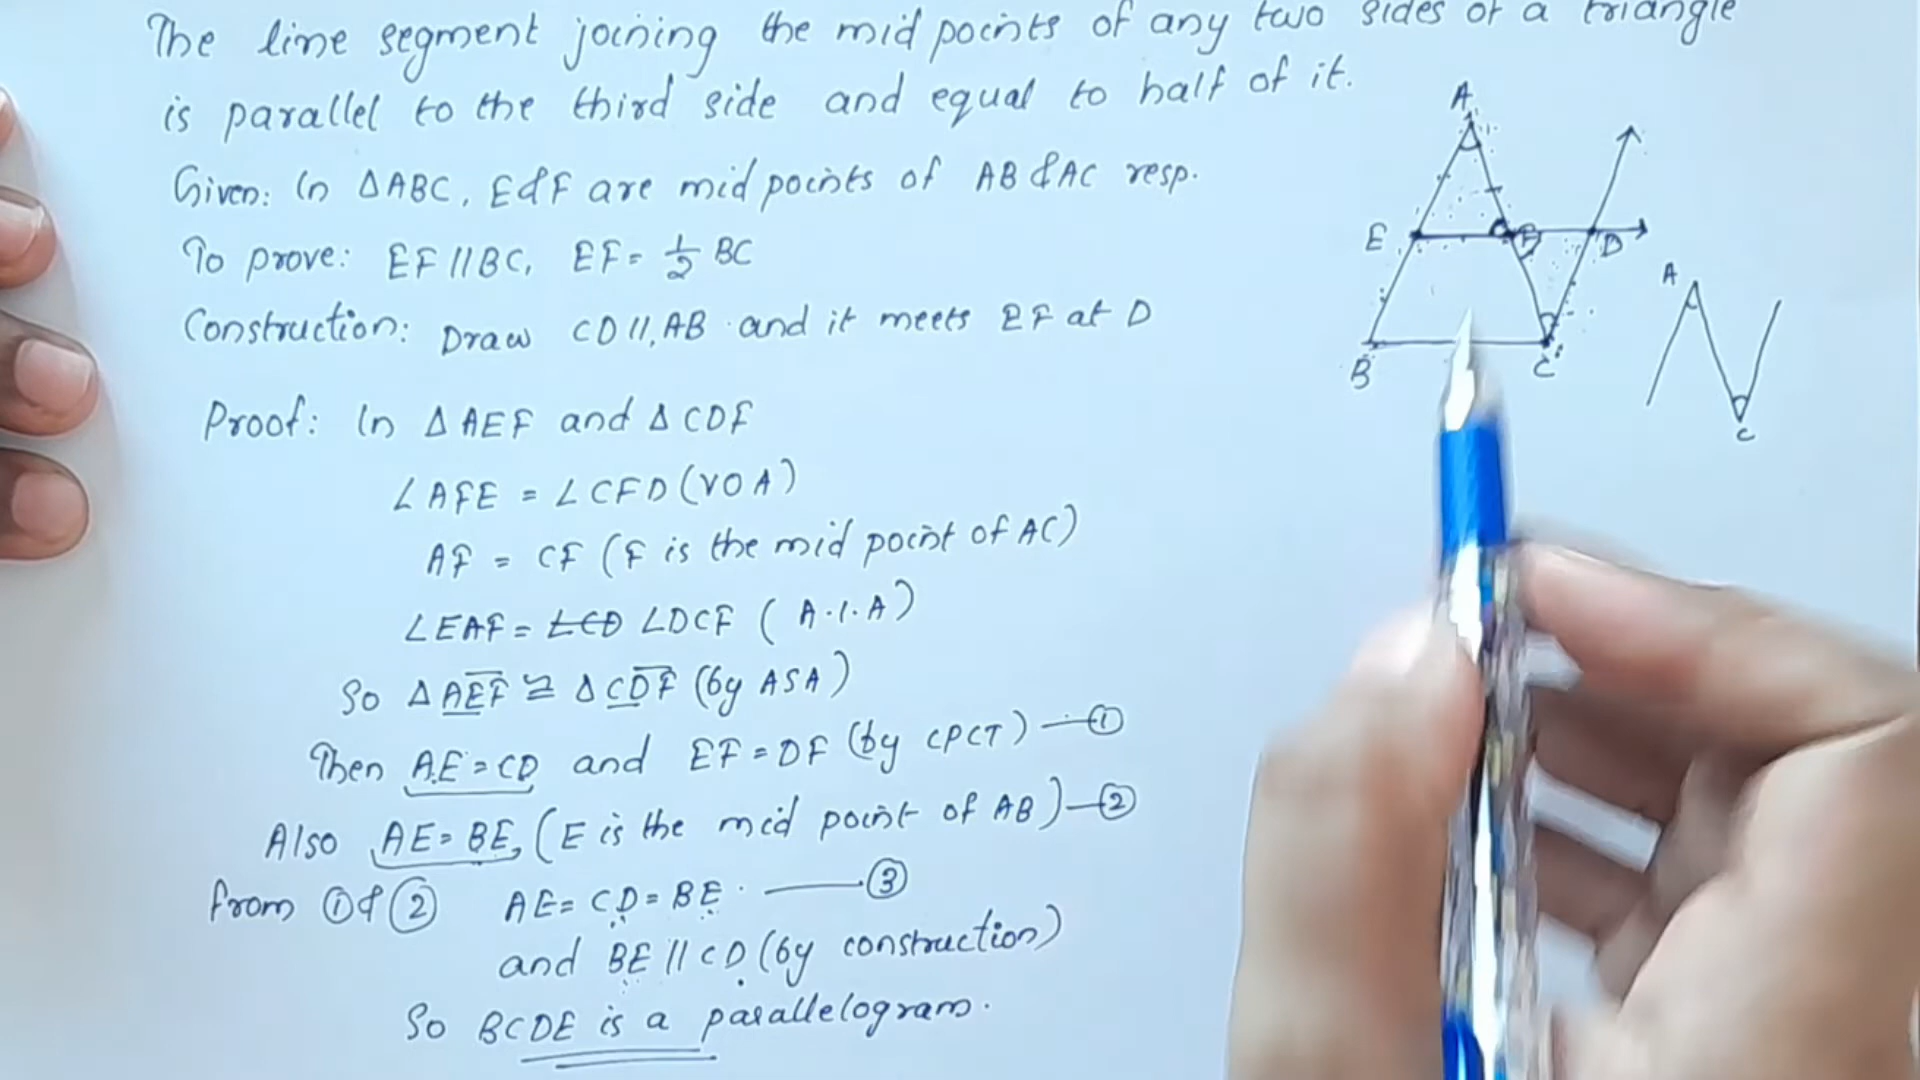 The line segment joining the mid points of any two sides of a triangle
is parallel to the third side and equal to half of it.
Given: In ΔABC, E & F are mid points of AB & AC resp.
To prove: EF // BC, EF = 1/2 BC
Construction: Draw CD // AB and it meets EF at D
Proof: In Δ AEF and Δ CDF
∠AFE = ∠CFD (VOA)
AF = CF (F is the mid point of AC)
∠EAF = ∠CD ∠DCF ( A.I.A )
So Δ AEF ≅ Δ CDF (by ASA)
Then AE = CD and EF = DF (by CPCT) — ①
Also AE = BE, (E is the mid point of AB) — ②
from ① & ② AE = CD = BE. — ③
and BE // CD (by construction)
So BCDE is a parallelogram.
A
E
F
D
B
C
A
C